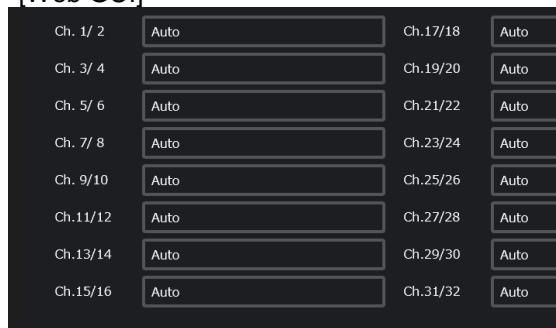 [Web GUI]
Ch. 1/ 2 Auto Ch.17/18 Auto
Ch. 3/ 4 Auto Ch.19/20 Auto
Ch. 5/ 6 Auto Ch.21/22 Auto
Ch. 7/ 8 Auto Ch.23/24 Auto
Ch. 9/10 Auto Ch.25/26 Auto
Ch.11/12 Auto Ch.27/28 Auto
Ch.13/14 Auto Ch.29/30 Auto
Ch.15/16 Auto Ch.31/32 Auto